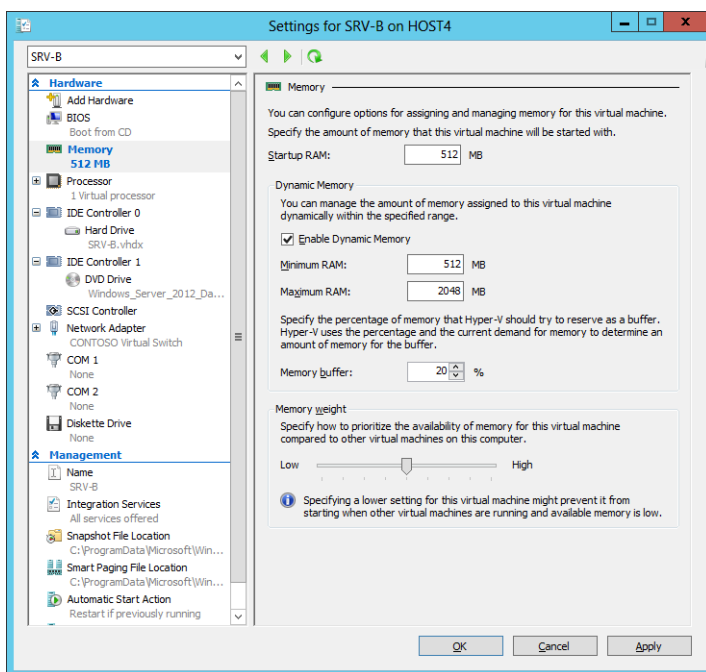 Settings for SRV-B on HOST4
SRV-B
Hardware
Add Hardware
BIOS
Boot from CD
Memory
512 MB
Processor
1 Virtual processor
IDE Controller 0
Hard Drive
SRV-B.vhdx
IDE Controller 1
DVD Drive
Windows_Server_2012_Da...
SCSI Controller
Network Adapter
CONTOSO Virtual Switch
COM 1
None
COM 2
None
Diskette Drive
None
Management
Name
SRV-B
Integration Services
All services offered
Snapshot File Location
C:\ProgramData\Microsoft\Win...
Smart Paging File Location
C:\ProgramData\Microsoft\Win...
Automatic Start Action
Restart if previously running
Memory
You can configure options for assigning and managing memory for this virtual machine.
Specify the amount of memory that this virtual machine will be started with.
Startup RAM: 512 MB
Dynamic Memory
You can manage the amount of memory assigned to this virtual machine
dynamically within the specified range.
Enable Dynamic Memory
Minimum RAM: 512 MB
Maximum RAM: 2048 MB
Specify the percentage of memory that Hyper-V should try to reserve as a buffer.
Hyper-V uses the percentage and the current demand for memory to determine an
amount of memory for the buffer.
Memory buffer: 20 %
Memory weight
Specify how to prioritize the availability of memory for this virtual machine
compared to other virtual machines on this computer.
Low High
Specifying a lower setting for this virtual machine might prevent it from
starting when other virtual machines are running and available memory is low.
OK Cancel Apply